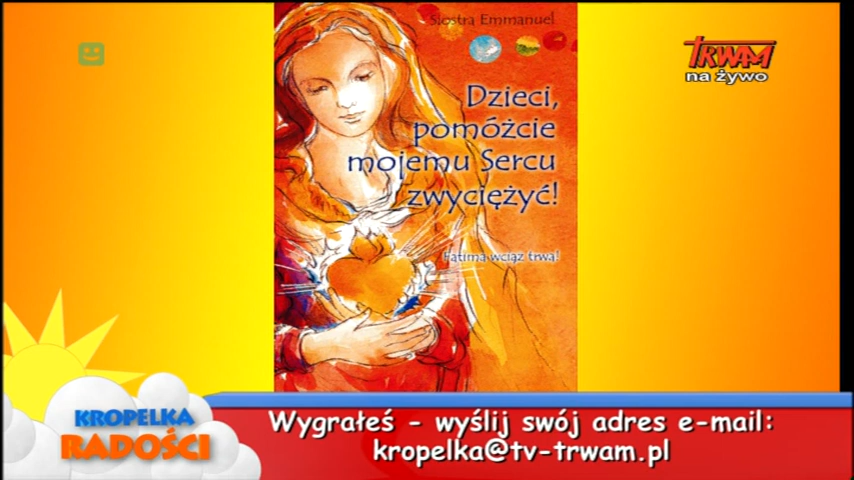 Siostra Emmanuel
TRWAM
na żywo
Dzieci,
pomóżcie
mojemu Sercu
zwyciężyć!
Fatima wciąż trwa!
KROPELKA
RADOŚCI
Wygrałeś - wyślij swój adres e-mail:
kropelka@tv-trwam.pl